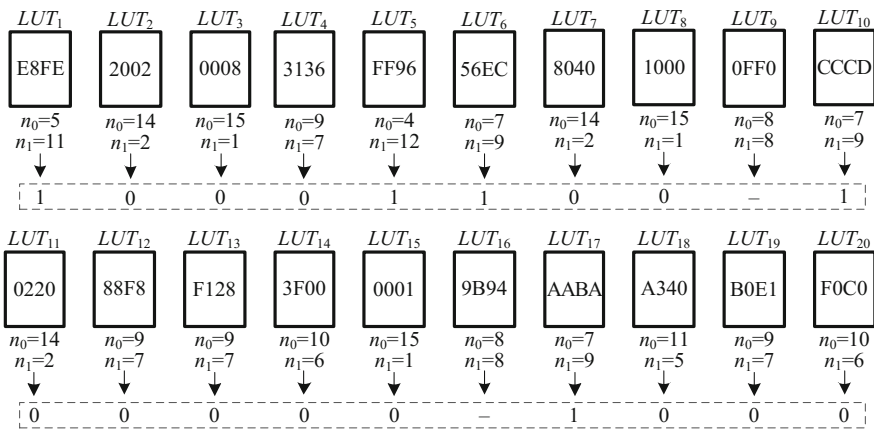 LUT₁ LUT₂ LUT₃ LUT₄ LUT₅ LUT₆ LUT₇ LUT₈ LUT₉ LUT₁₀
E8FE 2002 0008 3136 FF96 56EC 8040 1000 0FF0 CCCD
n₀=5 n₀=14 n₀=15 n₀=9 n₀=4 n₀=7 n₀=14 n₀=15 n₀=8 n₀=7
n₁=11 n₁=2 n₁=1 n₁=7 n₁=12 n₁=9 n₁=2 n₁=1 n₁=8 n₁=9
1 0 0 0 1 1 0 0 – 1
LUT₁₁ LUT₁₂ LUT₁₃ LUT₁₄ LUT₁₅ LUT₁₆ LUT₁₇ LUT₁₈ LUT₁₉ LUT₂₀
0220 88F8 F128 3F00 0001 9B94 AABA A340 B0E1 F0C0
n₀=14 n₀=9 n₀=9 n₀=10 n₀=15 n₀=8 n₀=7 n₀=11 n₀=9 n₀=10
n₁=2 n₁=7 n₁=7 n₁=6 n₁=1 n₁=8 n₁=9 n₁=5 n₁=7 n₁=6
0 0 0 0 0 – 1 0 0 0